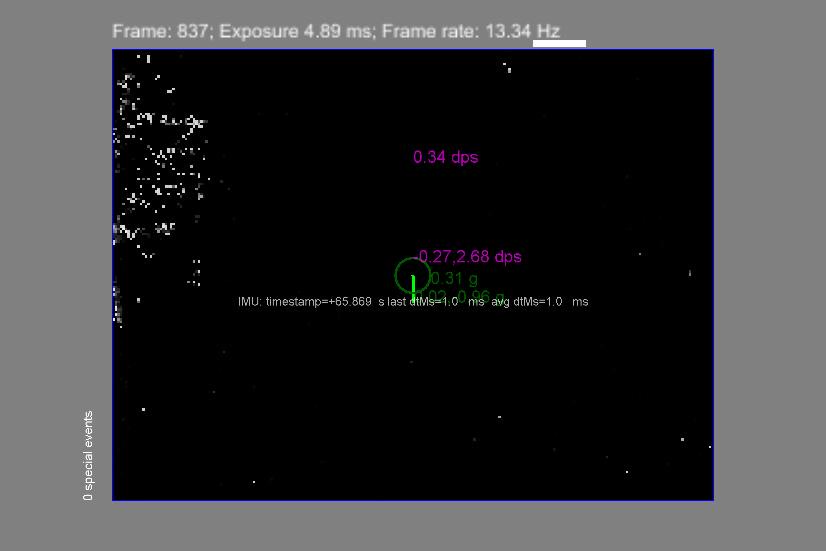 Frame: 837; Exposure 4.89 ms; Frame rate: 13.34 Hz
0.34 dps
-0.27,2.68 dps
0.31 g
0.96 g
IMU: timestamp=+65.869 s last dtMs=1.0 ms avg dtMs=1.0 ms
0 special events